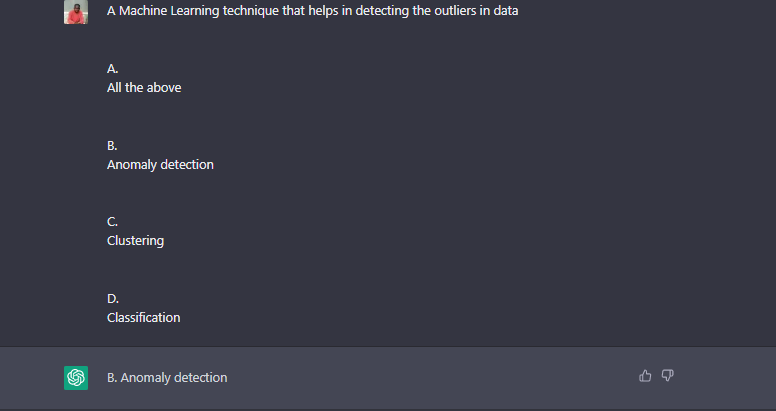 A Machine Learning technique that helps in detecting the outliers in data
A.
All the above
B.
Anomaly detection
C.
Clustering
D.
Classification
B. Anomaly detection